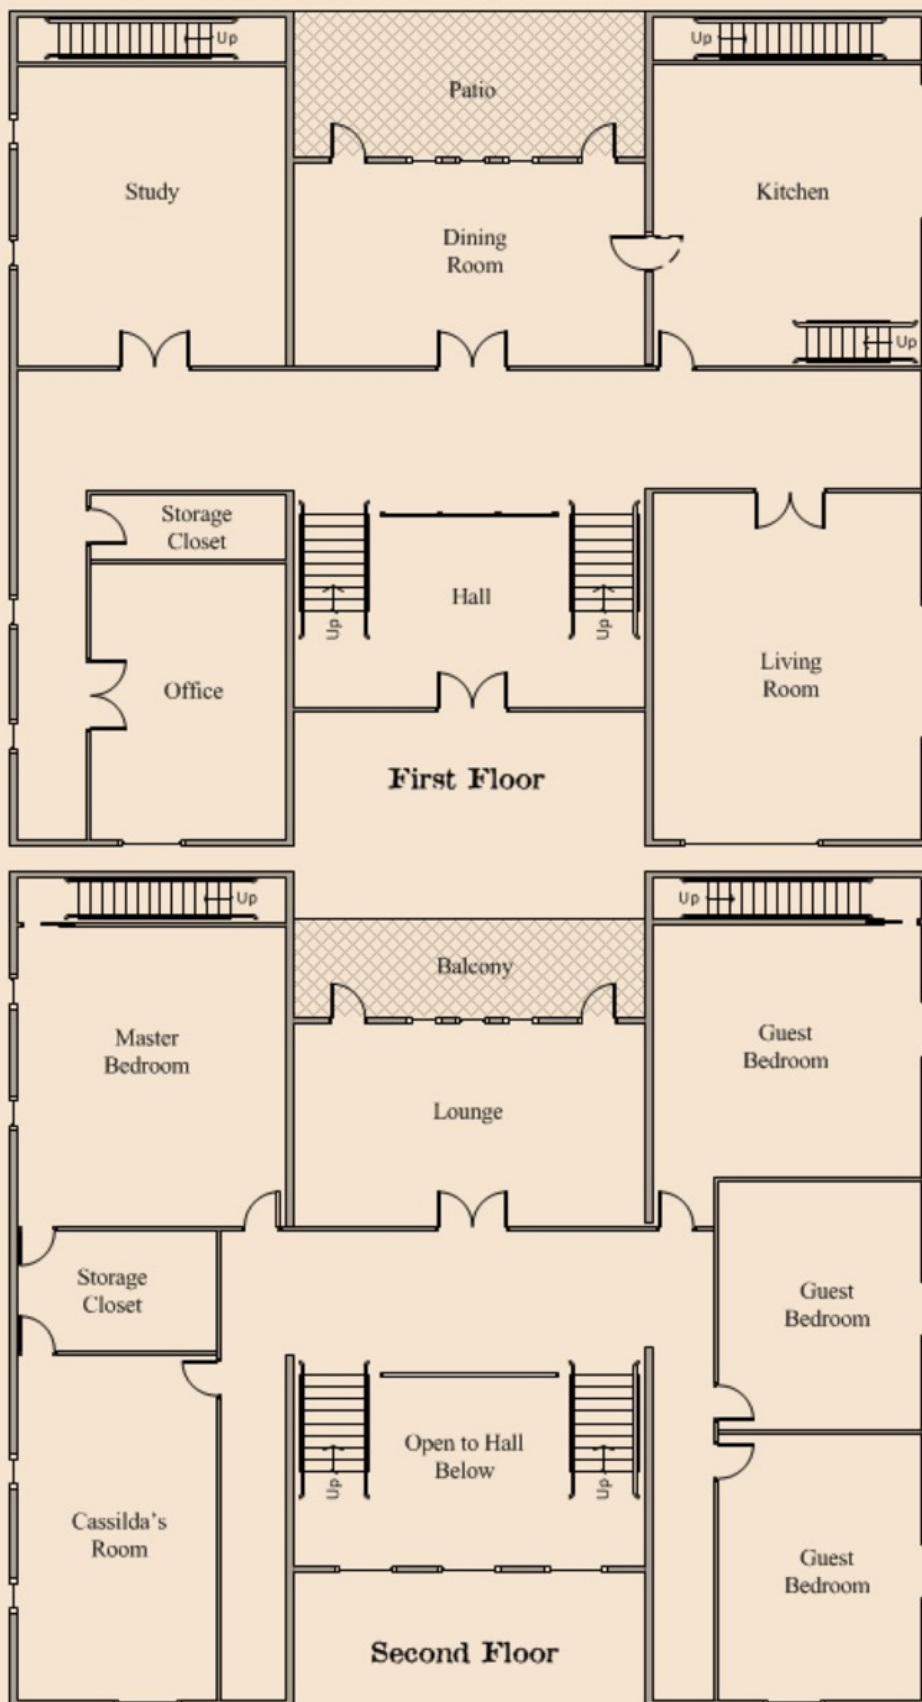 Up
Up
Patio
Study
Kitchen
Dining
Room
Up
Storage
Closet
Hall
Up
Up
Living
Room
Office
First Floor
Up
Up
Balcony
Master
Bedroom
Guest
Bedroom
Lounge
Storage
Closet
Guest
Bedroom
Open to Hall
Below
Up
Up
Cassilda's
Room
Guest
Bedroom
Second Floor